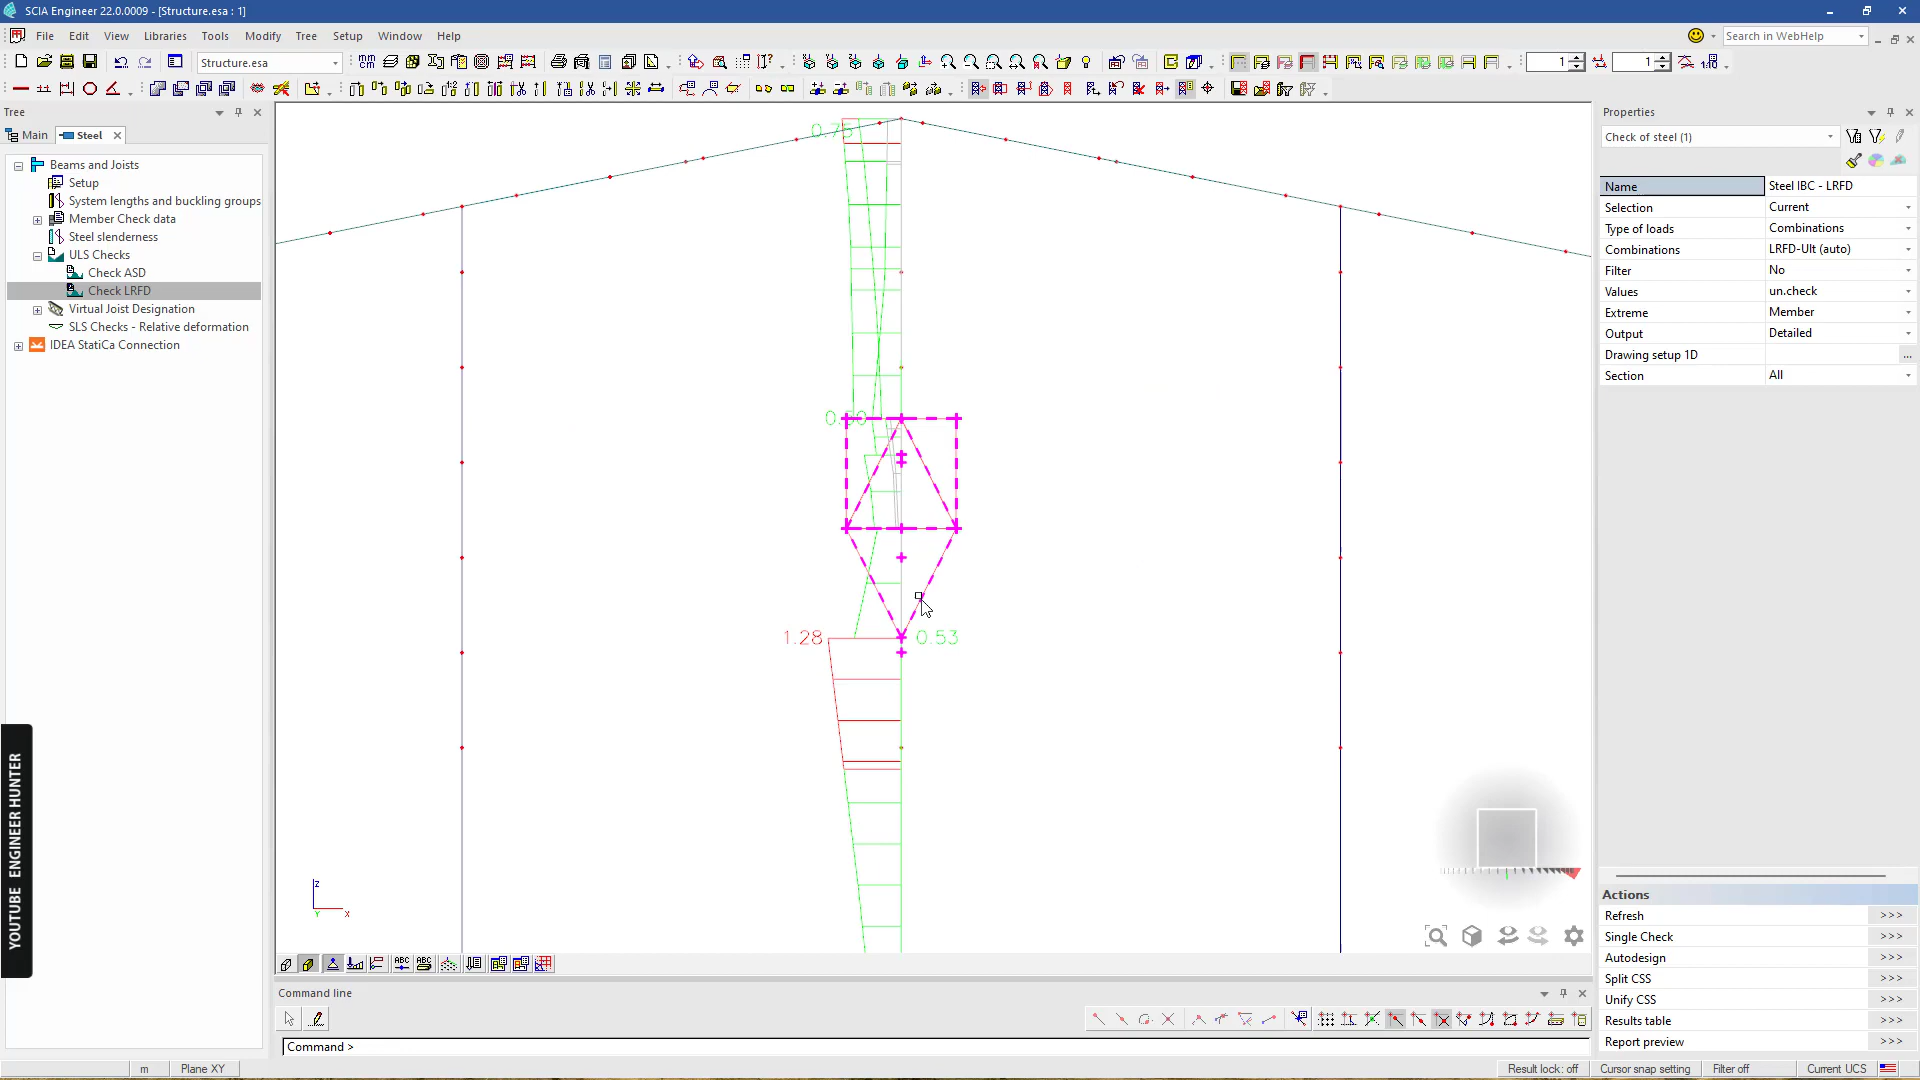 SCIA Engineer 22.0.0009 - [Structure.esa : 1]
File Edit View Libraries Tools Modify Tree Setup Window Help
Search in WebHelp
Structure.esa
1
1
Tree
Main
Steel
Beams and Joists
Setup
System lengths and buckling groups
Member Check data
Steel slenderness
ULS Checks
Check ASD
Check LRFD
Virtual Joist Designation
SLS Checks - Relative deformation
IDEA StatiCa Connection
YOUTUBE ENGINEER HUNTER
0.75
1.28
0.53
Z
Y
X
Properties
Check of steel (1)
Name Steel IBC - LRFD
Selection Current
Type of loads Combinations
Combinations LRFD-Ult (auto)
Filter No
Values un.check
Extreme Member
Output Detailed
Drawing setup 1D ...
Section All
Actions
Refresh >>>
Single Check >>>
Autodesign >>>
Split CSS >>>
Unify CSS >>>
Results table >>>
Report preview >>>
Command line
Command >
m
Plane XY
Result lock: off
Cursor snap setting
Filter off
Current UCS